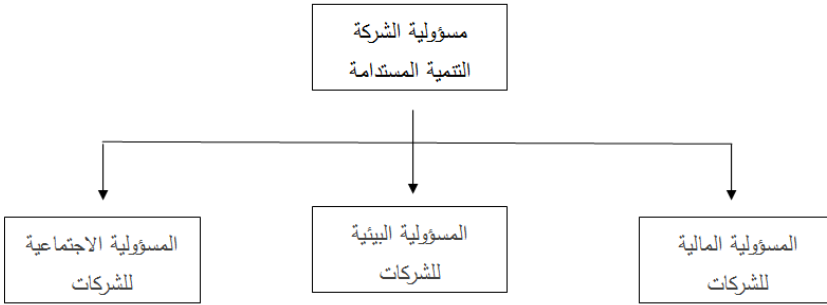 مسؤولية الشركة
التنمية المستدامة
المسؤولية المالية
للشركات
المسؤولية البيئية
للشركات
المسؤولية الاجتماعية
للشركات